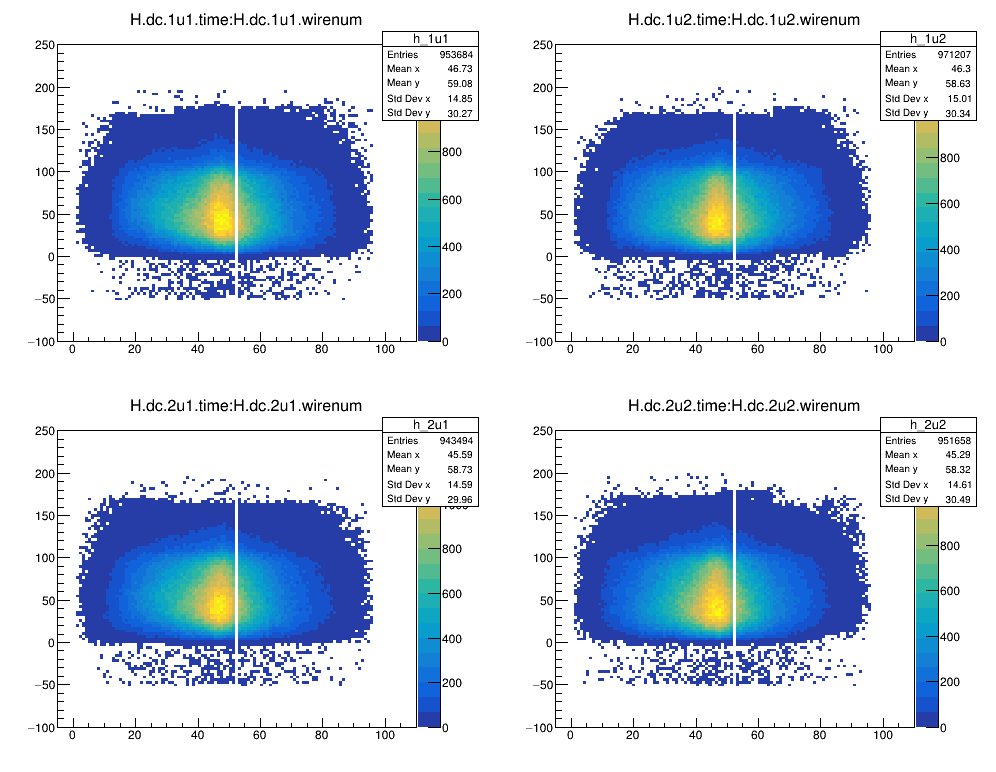 H.dc.1u1.time:H.dc.1u1.wirenum
h_1u1
Entries 953684
Mean x 46.73
Mean y 59.08
Std Dev x 14.85
Std Dev y 30.27
250
200
150
100
50
0
−50
−100
0 20 40 60 80 100
800
600
400
200
0
H.dc.1u2.time:H.dc.1u2.wirenum
h_1u2
Entries 971207
Mean x 46.3
Mean y 58.63
Std Dev x 15.01
Std Dev y 30.34
250
200
150
100
50
0
−50
−100
0 20 40 60 80 100
800
600
400
200
0
H.dc.2u1.time:H.dc.2u1.wirenum
h_2u1
Entries 943494
Mean x 45.59
Mean y 58.73
Std Dev x 14.59
Std Dev y 29.96
250
200
150
100
50
0
−50
−100
0 20 40 60 80 100
800
600
400
200
0
H.dc.2u2.time:H.dc.2u2.wirenum
h_2u2
Entries 951658
Mean x 45.29
Mean y 58.32
Std Dev x 14.61
Std Dev y 30.49
250
200
150
100
50
0
−50
−100
0 20 40 60 80 100
800
600
400
200
0